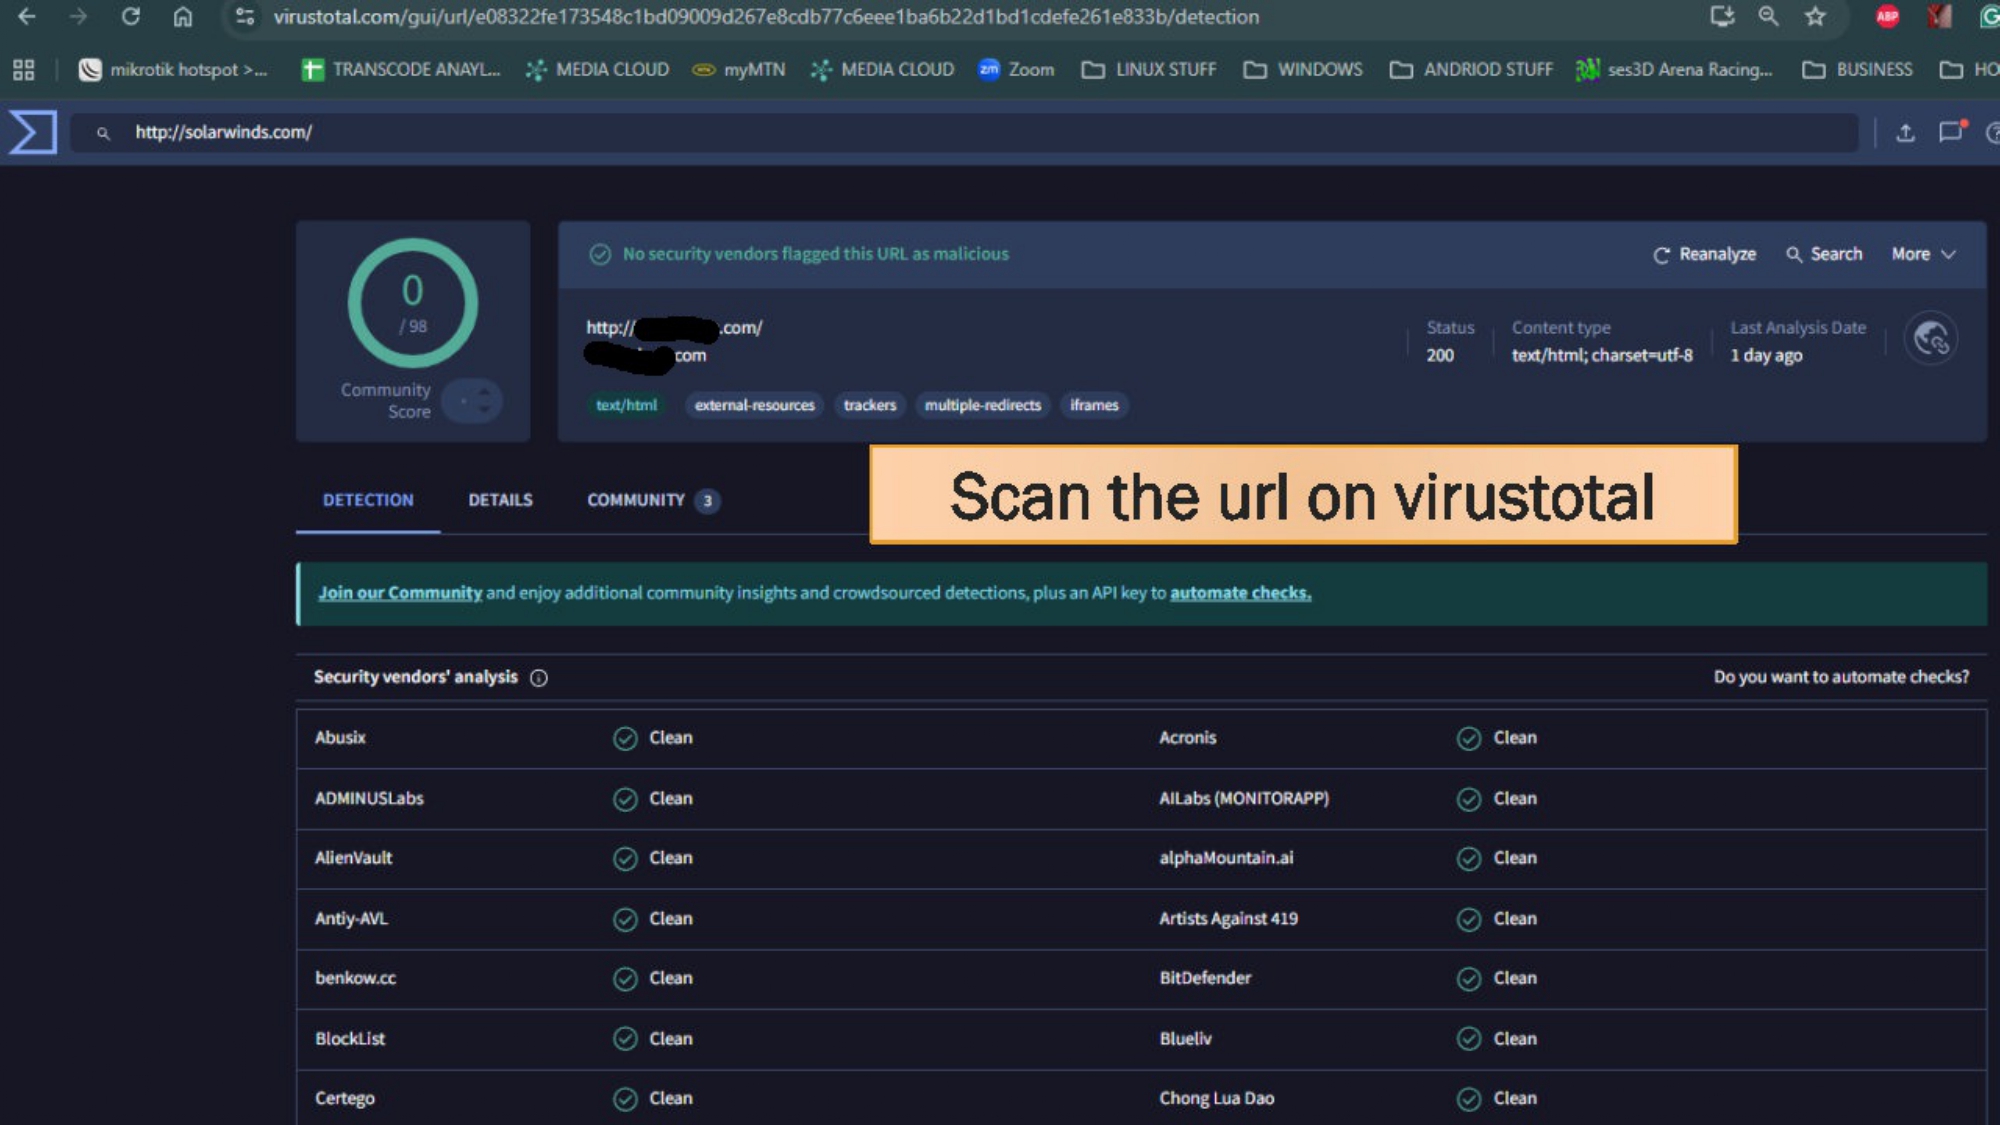 virustotal.com/gui/url/e08322fe173548c1bd09009d267e8cdb77c6eee1ba6b22d1bd1cdefe261e833b/detection
ABP
mikrotik hotspot >...
TRANSCODE ANAYL...
MEDIA CLOUD
myMTN
MEDIA CLOUD
zm Zoom
LINUX STUFF
WINDOWS
ANDRIOD STUFF
ses3D Arena Racing...
BUSINESS
HO
http://solarwinds.com/
0
/ 98
Community
Score
No security vendors flagged this URL as malicious
Reanalyze
Search
More
http://
.com/
com
Status
200
Content type
text/html; charset=utf-8
Last Analysis Date
1 day ago
text/html
external-resources
trackers
multiple-redirects
iframes
Scan the url on virustotal
DETECTION
DETAILS
COMMUNITY 3
Join our Community and enjoy additional community insights and crowdsourced detections, plus an API key to automate checks.
Security vendors' analysis
Do you want to automate checks?
Abusix Clean Acronis Clean
ADMINUSLabs Clean AILabs (MONITORAPP) Clean
AlienVault Clean alphaMountain.ai Clean
Antiy-AVL Clean Artists Against 419 Clean
benkow.cc Clean BitDefender Clean
BlockList Clean Blueliv Clean
Certego Clean Chong Lua Dao Clean